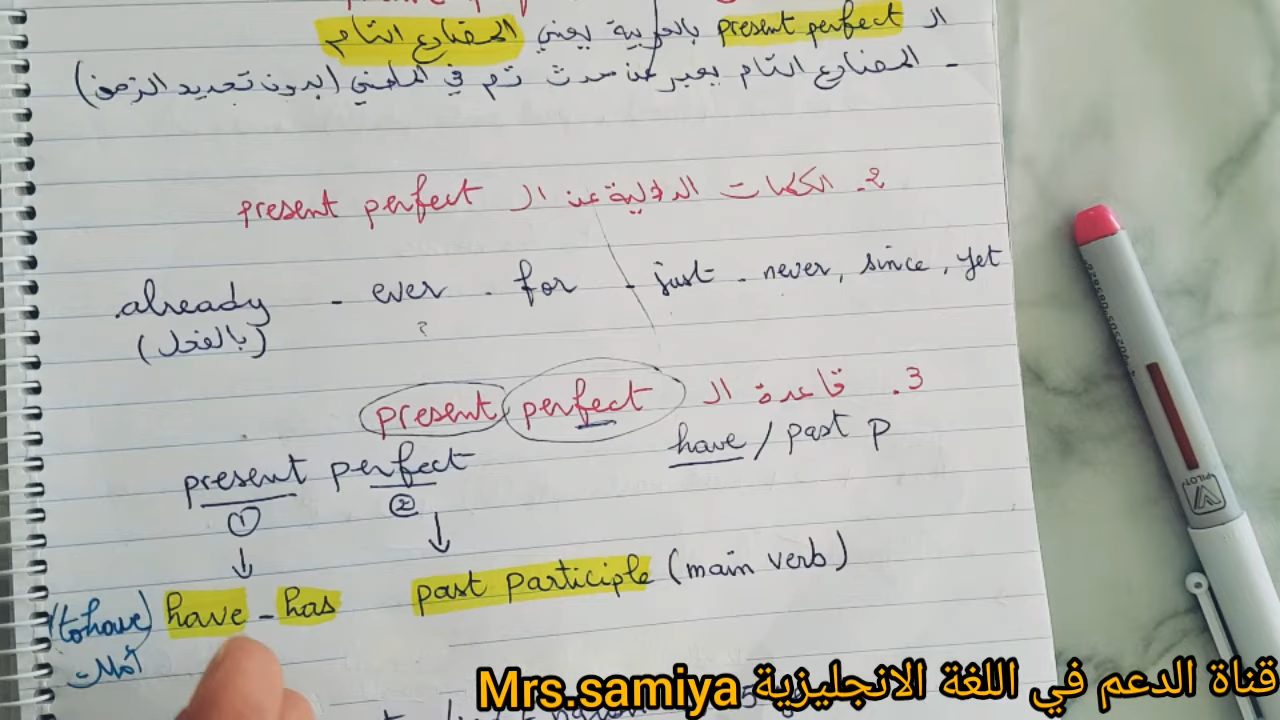 الـ present perfect بالعربية يعني المضارع التام
- المضارع التام يعبر عن حدث تم في الماضي (بدون تحديد الزمن)
2. الكلمات الدالة عن الـ present perfect
already - ever - for - just - never, since, yet
(بالفعل) ?
3. قاعدة الـ present perfect
have / past p
present perfect
① ②
(to have) have - has past participle (main verb)
أملك
قناة الدعم في اللغة الانجليزية Mrs.samiya
PILOT